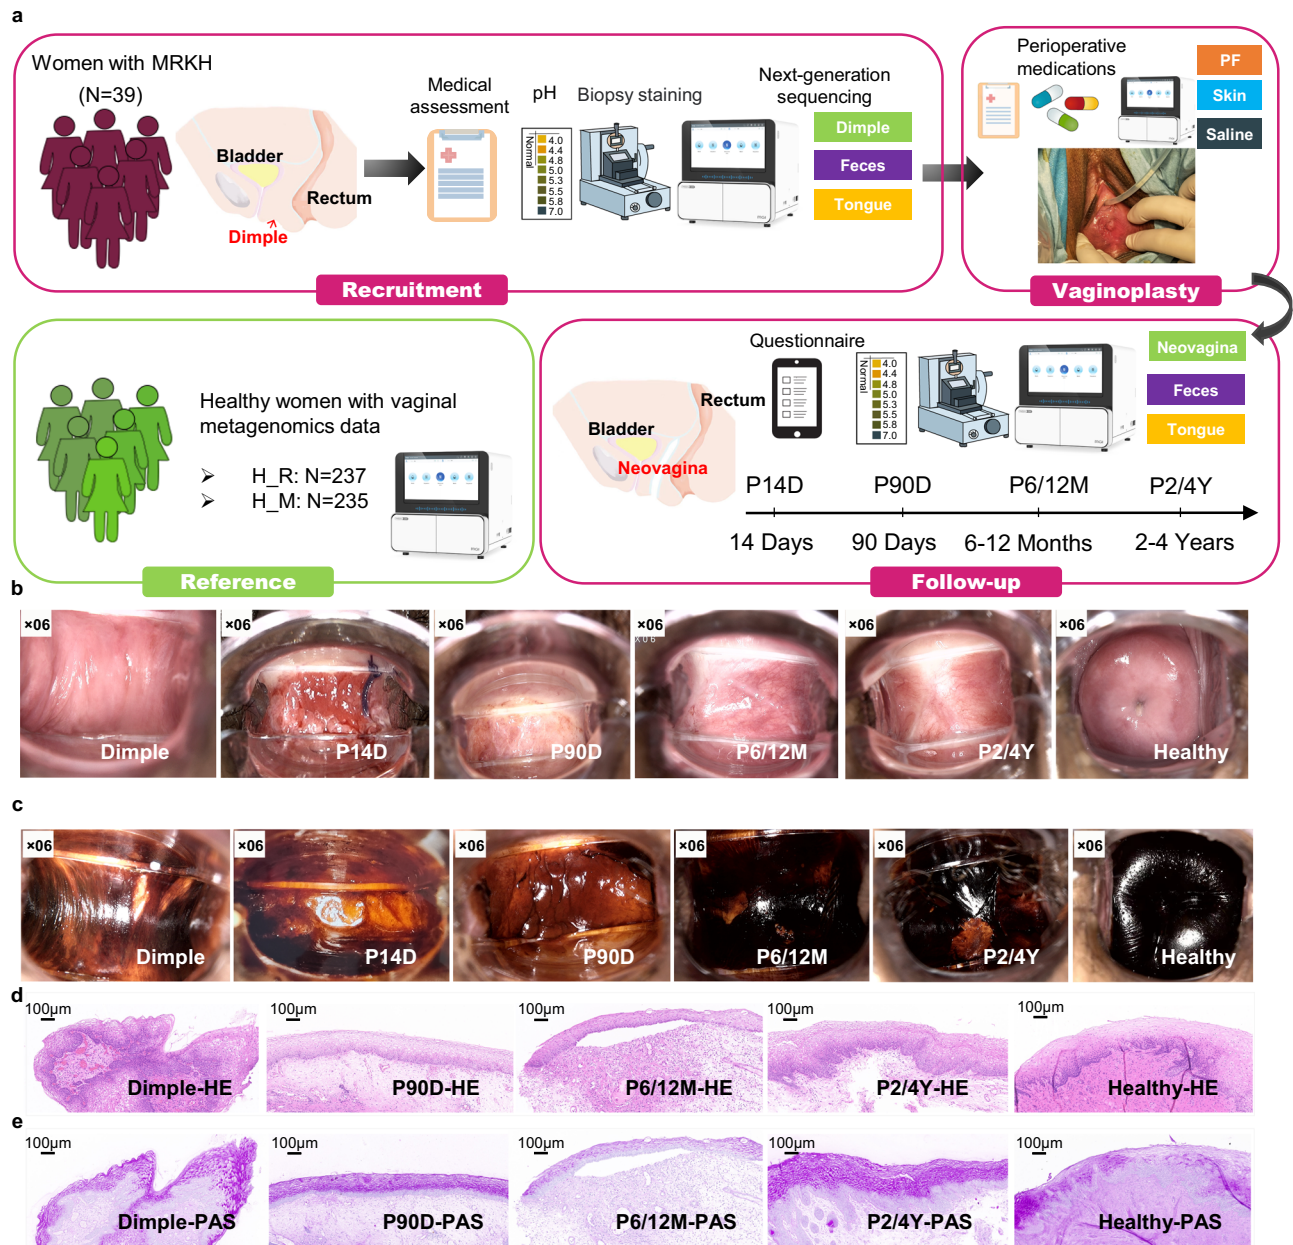 a
Women with MRKH
(N=39)
Bladder
Rectum
Dimple
Medical
assessment
pH
Normal
4.0
4.4
4.8
5.0
5.3
5.5
5.8
7.0
Biopsy staining
Next-generation
sequencing
Dimple
Feces
Tongue
Recruitment
Perioperative
medications
PF
Skin
Saline
Vaginoplasty
Healthy women with vaginal
metagenomics data
➢ H_R: N=237
➢ H_M: N=235
Reference
Bladder
Rectum
Neovagina
Questionnaire
Normal
4.0
4.4
4.8
5.0
5.3
5.5
5.8
7.0
Neovagina
Feces
Tongue
P14D P90D P6/12M P2/4Y
14 Days 90 Days 6-12 Months 2-4 Years
Follow-up
b
×06 ×06 ×06 ×06 ×06 ×06
X06
Dimple P14D P90D P6/12M P2/4Y Healthy
c
×06 ×06 ×06 ×06 ×06 ×06
Dimple P14D P90D P6/12M P2/4Y Healthy
d
100μm 100μm 100μm 100μm 100μm
Dimple-HE P90D-HE P6/12M-HE P2/4Y-HE Healthy-HE
e
100μm 100μm 100μm 100μm 100μm
Dimple-PAS P90D-PAS P6/12M-PAS P2/4Y-PAS Healthy-PAS